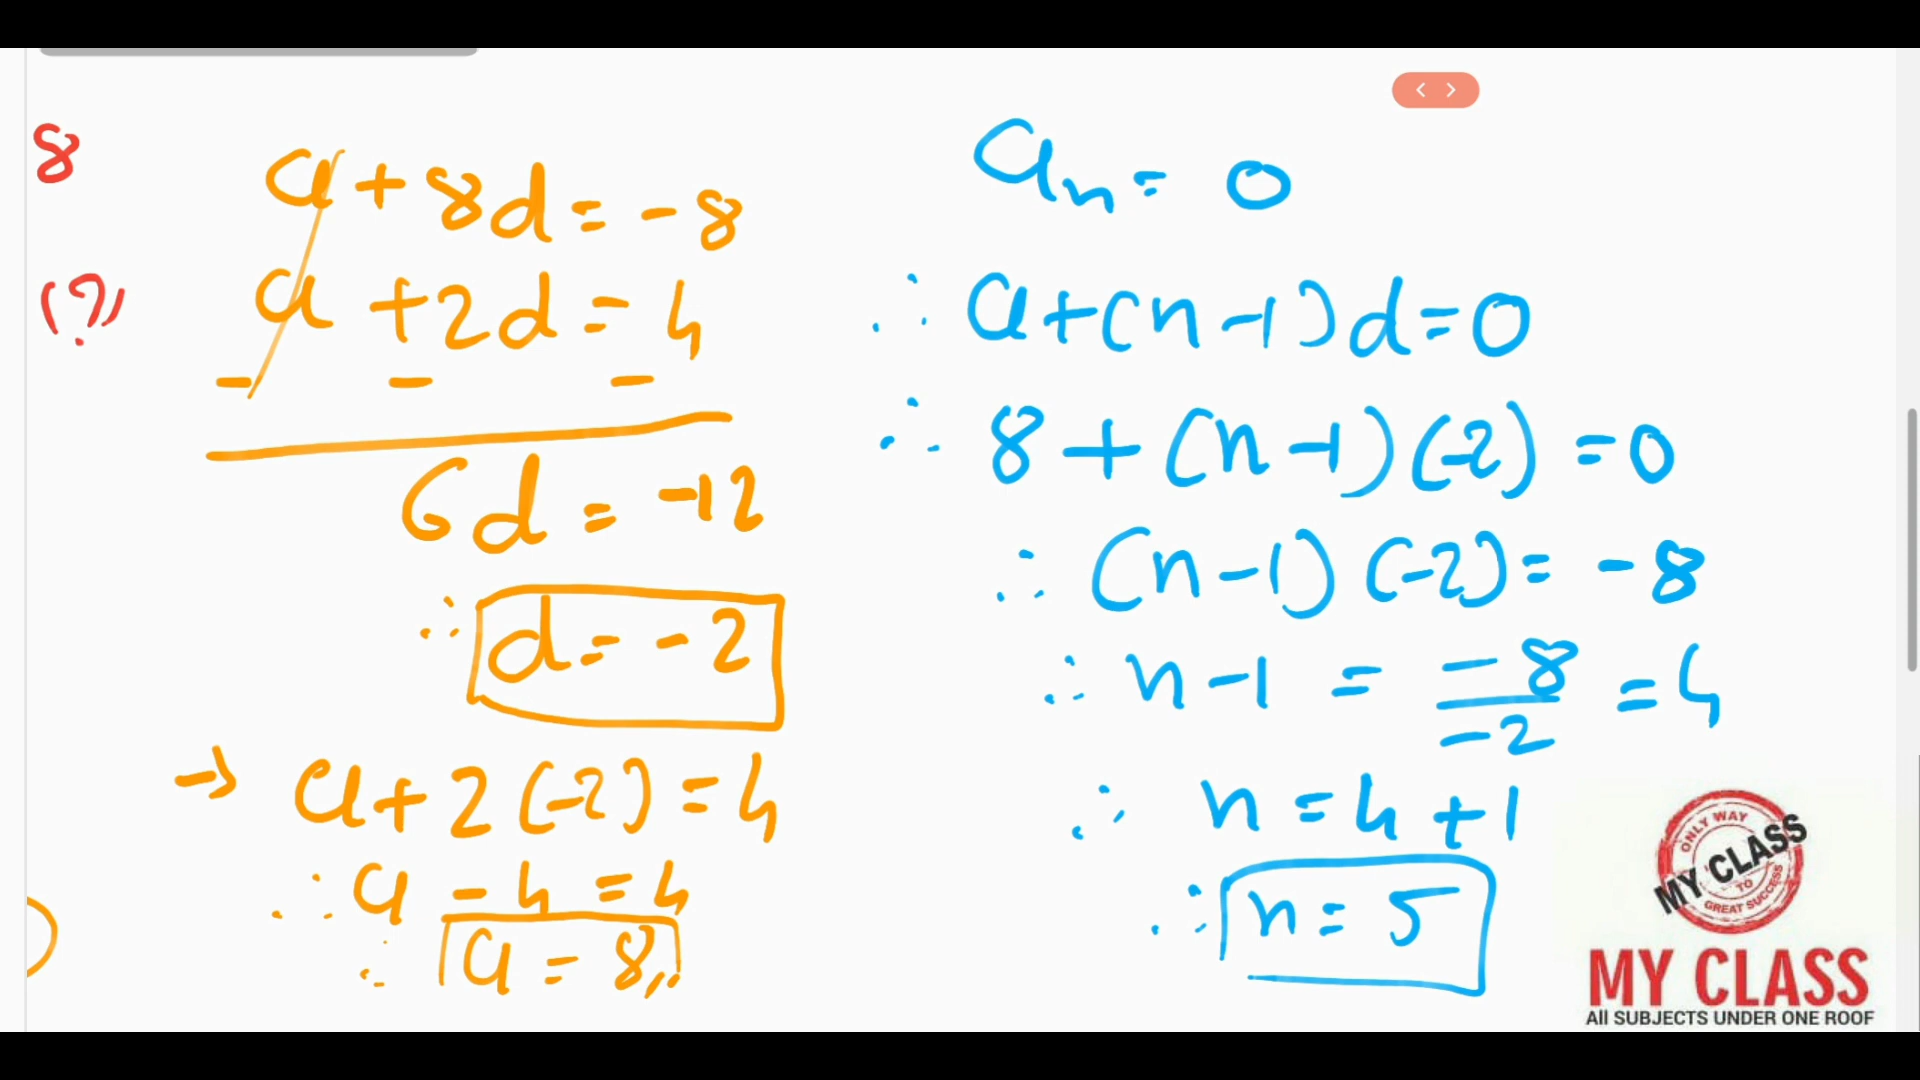 8
(?)
a + 8d = -8
a + 2d = 4
- - -
6d = -12
∴ d = -2
→ a + 2(-2) = 4
∴ a - 4 = 4
∴ a = 8,,
an = 0
∴ a + (n-1)d = 0
∴ 8 + (n-1)(-2) = 0
∴ (n-1)(-2) = -8
∴ n-1 = -8/-2 = 4
∴ n = 4 + 1
∴ n = 5
ONLY WAY
MY CLASS
TO
GREAT SUCCESS
MY CLASS
All SUBJECTS UNDER ONE ROOF